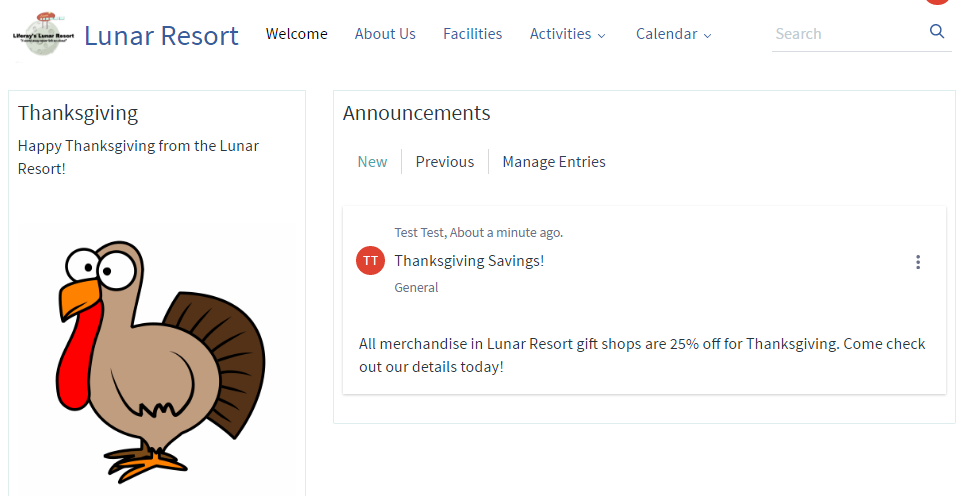 Liferay's Lunar Resort
Lunar Resort
Welcome
About Us
Facilities
Activities
Calendar
Search
Thanksgiving
Happy Thanksgiving from the Lunar
Resort!
Announcements
New
Previous
Manage Entries
Test Test, About a minute ago.
TT
Thanksgiving Savings!
General
All merchandise in Lunar Resort gift shops are 25% off for Thanksgiving. Come check
out our details today!